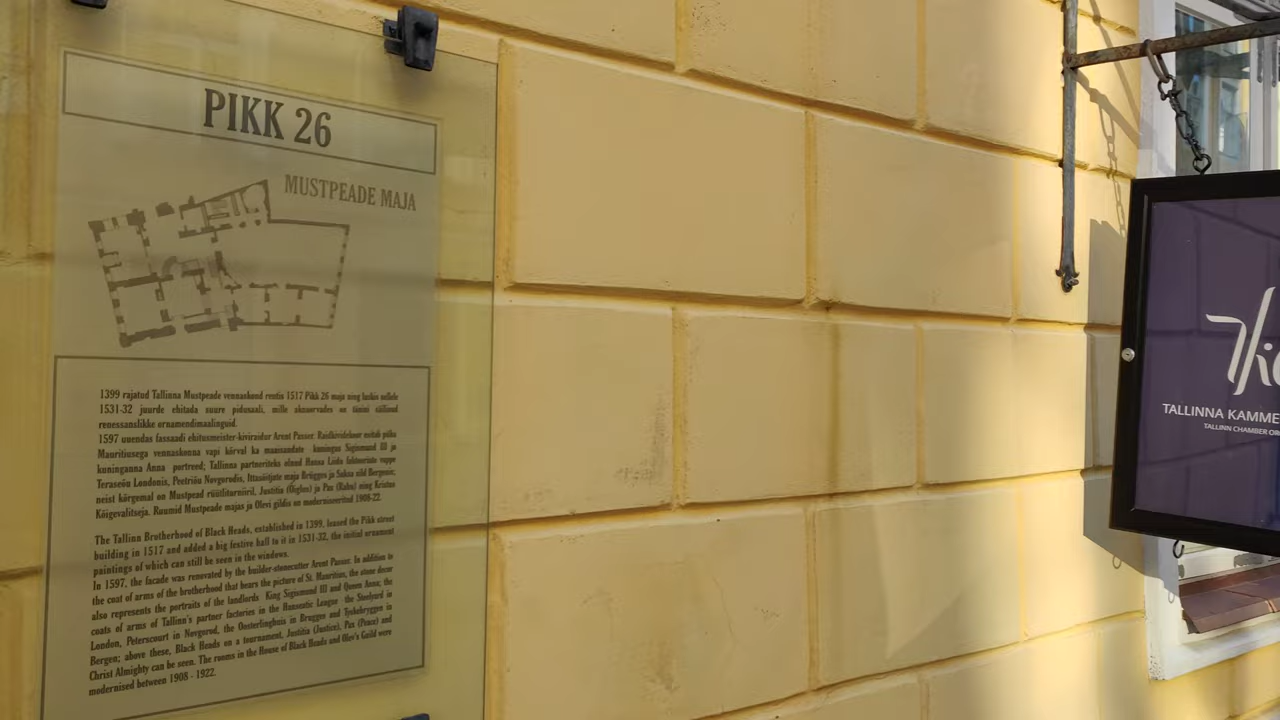 PIKK 26
MUSTPEADE MAJA
1399 rajatud Tallinna Mustpeade vennaskond rentis 1517 Pikk 26 maja ning laskis sellele
1531-32 juurde ehitada suure pidusaali, mille aknaorvades on tänini säilinud
renessanslikke ornamendimaalinguid.
1597 uuendas fassaadi ehitusmeister-kiviraidur Arent Passer. Raidkividekoor esitab püha
Mauritiusega vennaskonna vapi kõrval ka maaisandate kuningas Sigismund III ja
kuninganna Anna portreed; Tallinna partneriteks olnud Hansa Liidu faktooriate vappe
Terasõu Londonis, Peetriõu Novgorodis, Ittasõitjate maja Brügges ja Saksa sild Bergenis;
neist kõrgemal on Mustpead rüütliturniiril, Justitia (Õiglus) ja Pax (Rahu) ning Kristus
Kõigevalitseja. Ruumid Mustpeade majas ja Olevi gildis on moderniseeritud 1908-22.
The Tallinn Brotherhood of Black Heads, established in 1399, leased the Pikk street
building in 1517 and added a big festive hall to it in 1531-32, the initial ornament
paintings of which can still be seen in the windows.
In 1597, the facade was renovated by the builder-stonecutter Arent Passer. In addition to
the coat of arms of the brotherhood that bears the picture of St. Mauritius, the stone decor
also represents the portraits of the landlords King Sigismund III and Queen Anna; the
coats of arms of Tallinn's partner factories in the Hanseatic League the Steelyard in
London, Peterscourt in Novgorod, the Oesterlinghuis in Brugges and Tyskebryggen in
Bergen; above these, Black Heads on a tournament, Justitia (Justice), Pax (Peace) and
Christ Almighty can be seen. The rooms in the House of Black Heads and Olev's Guild were
modernised between 1908 - 1922.
TALLINNA KAMME
TALLINN CHAMBER OR